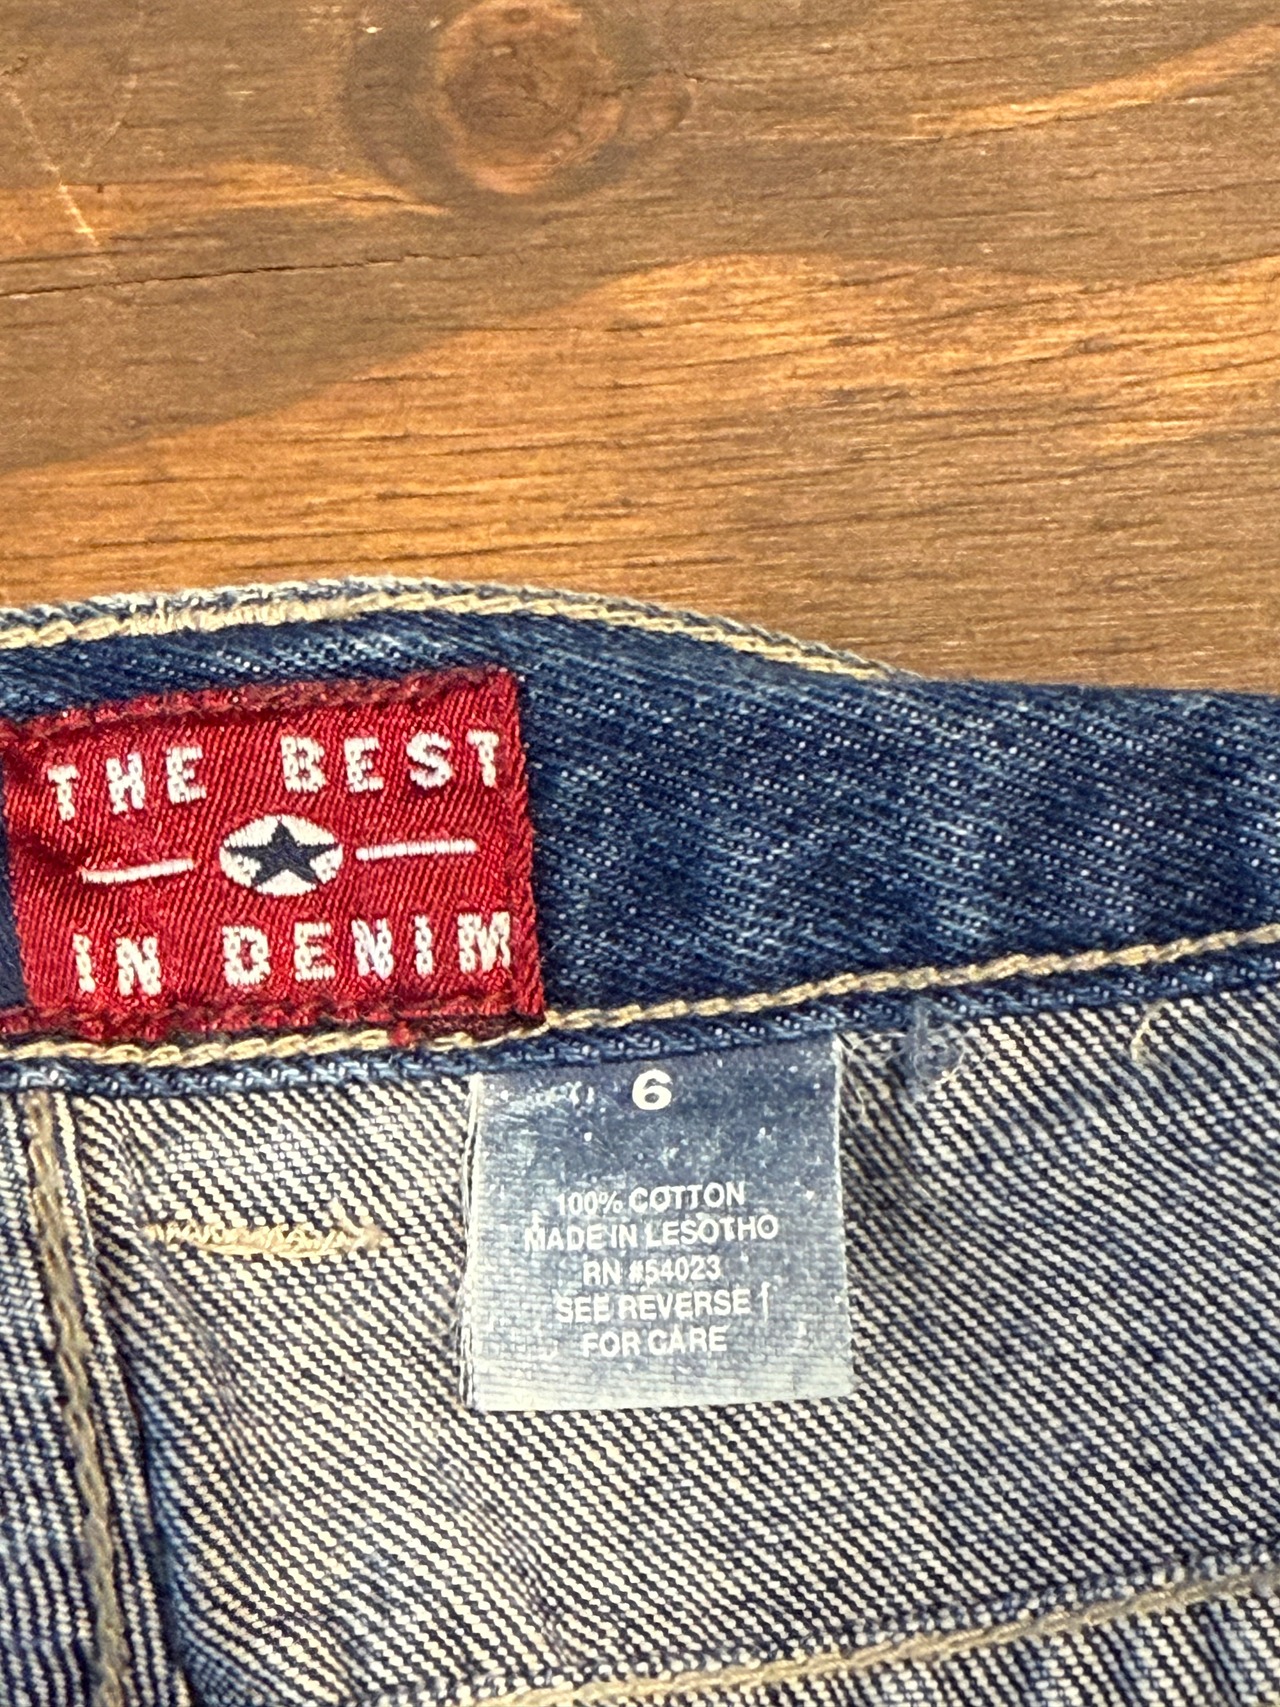 THE BEST
IN DENIM
6
100% COTTON
MADE IN LESOTHO
RN #54023
SEE REVERSE
FOR CARE